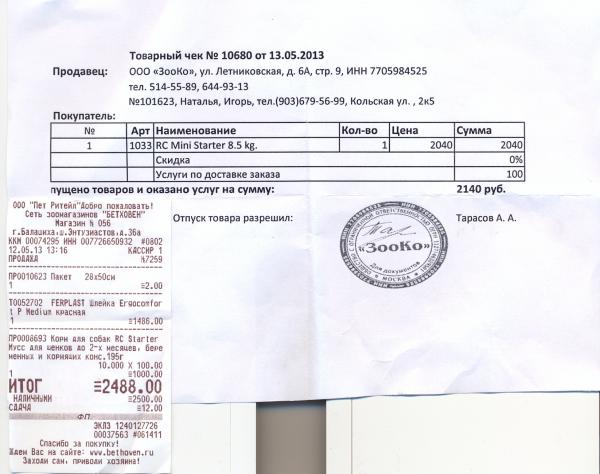 Товарный чек № 10680 от 13.05.2013
Продавец: ООО «ЗооКо», ул. Летниковская, д. 6А, стр. 9, ИНН 7705984525
тел. 514-55-89, 644-93-13
№101623, Наталья, Игорь, тел.(903)679-56-99, Кольская ул. , 2к5
Покупатель:
№ Арт Наименование Кол-во Цена Сумма
1 1033 RC Mini Starter 8.5 kg. 1 2040 2040
Скидка 0%
Услуги по доставке заказа 100
пущено товаров и оказано услуг на сумму: 2140 руб.
Отпуск товара разрешил: Тарасов А. А.
«ЗооКо»
Для документов
МОСКВА
ООО "Пет Ритейл"Добро пожаловать!
Сеть зоомагазинов "БЕТХОВЕН"
Магазин № 056
г.Балашиха,ш.Энтузиастов,д.36а
ККМ 00074295 ИНН 007726650932 #0802
12.05.13 13:16 КАССИР 1
ПРОДАЖА №7259
ПР0010623 Пакет 28х50см
1 ≡2.00
Т0052702 FERPLAST Шлейка Ergocomfor
t P Medium красная
1 ≡1486.00
ПР0008693 Корм для собак RC Starter
Мусс для щенков до 2-х месяцев, бере
менных и кормящих конс.195г
10.000 X 100.00
1 ≡1000.00
ИТОГ ≡2488.00
НАЛИЧНЫМИ ≡2500.00
СДАЧА ≡12.00
ФП
ЭКЛЗ 1240127726
00037563 #061411
Спасибо за покупку!
Ждем Вас на сайте: www.bethoven.ru
Заходи сам, приводи хозяина!